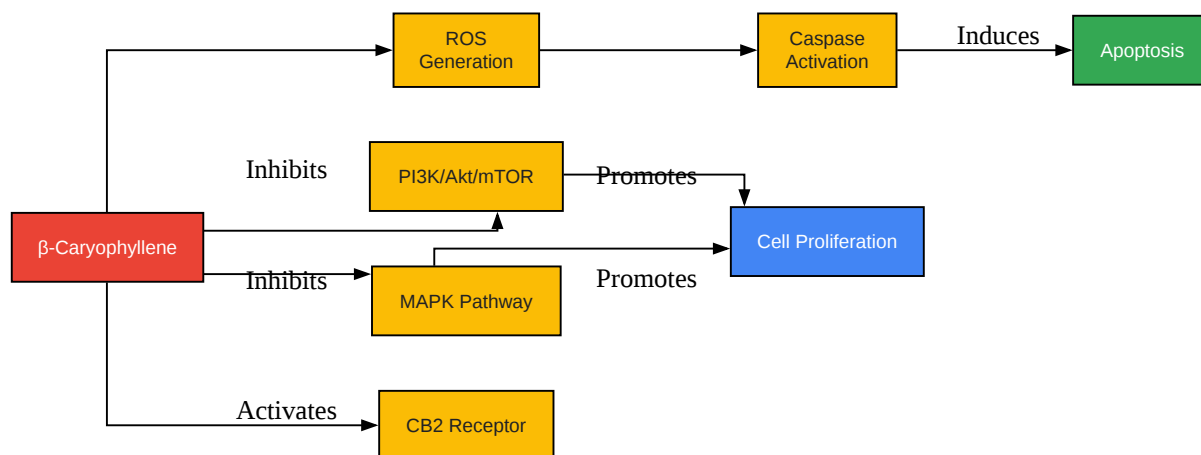 ROS
Generation
Caspase
Activation
Induces
Apoptosis
Inhibits
PI3K/Akt/mTOR
Promotes
β-Caryophyllene
Cell Proliferation
Inhibits
MAPK Pathway
Promotes
Activates
CB2 Receptor